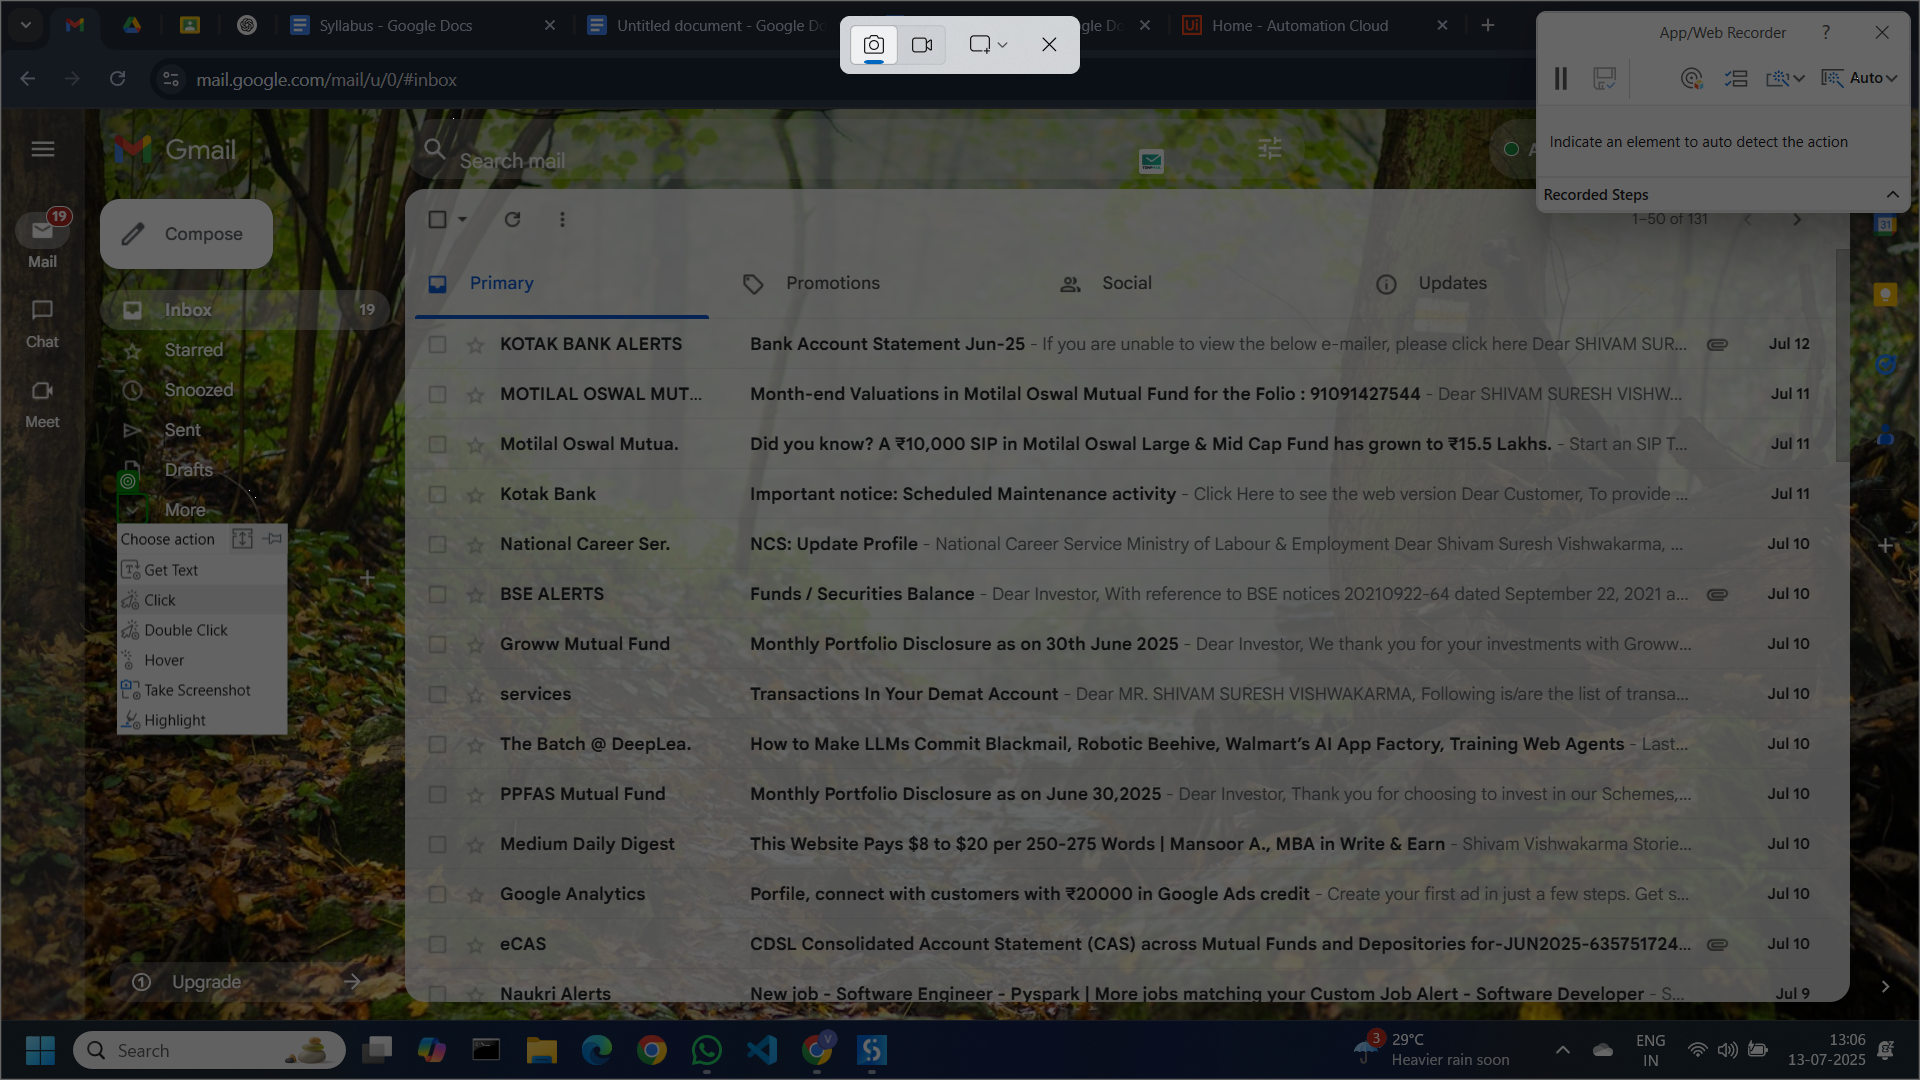 Syllabus - Google Docs
Untitled document - Google Do
gle Do
Ui Home - Automation Cloud
mail.google.com/mail/u/0/#inbox
App/Web Recorder ?
Auto
Indicate an element to auto detect the action
Recorded Steps
Gmail
Search mail
1–50 of 131
31
19
Mail
Chat
Meet
Compose
Inbox 19
Starred
Snoozed
Sent
Drafts
More
Choose action
Get Text
Click
Double Click
Hover
Take Screenshot
Highlight
Upgrade
Primary
Promotions
Social
Updates
KOTAK BANK ALERTS Bank Account Statement Jun-25 - If you are unable to view the below e-mailer, please click here Dear SHIVAM SUR... Jul 12
MOTILAL OSWAL MUT... Month-end Valuations in Motilal Oswal Mutual Fund for the Folio : 91091427544 - Dear SHIVAM SURESH VISHW... Jul 11
Motilal Oswal Mutua. Did you know? A ₹10,000 SIP in Motilal Oswal Large & Mid Cap Fund has grown to ₹15.5 Lakhs. - Start an SIP T... Jul 11
Kotak Bank Important notice: Scheduled Maintenance activity - Click Here to see the web version Dear Customer, To provide ... Jul 11
National Career Ser. NCS: Update Profile - National Career Service Ministry of Labour & Employment Dear Shivam Suresh Vishwakarma, ... Jul 10
BSE ALERTS Funds / Securities Balance - Dear Investor, With reference to BSE notices 20210922-64 dated September 22, 2021 a... Jul 10
Groww Mutual Fund Monthly Portfolio Disclosure as on 30th June 2025 - Dear Investor, We thank you for your investments with Groww... Jul 10
services Transactions In Your Demat Account - Dear MR. SHIVAM SURESH VISHWAKARMA, Following is/are the list of transa... Jul 10
The Batch @ DeepLea. How to Make LLMs Commit Blackmail, Robotic Beehive, Walmart’s AI App Factory, Training Web Agents - Last... Jul 10
PPFAS Mutual Fund Monthly Portfolio Disclosure as on June 30,2025 - Dear Investor, Thank you for choosing to invest in our Schemes,... Jul 10
Medium Daily Digest This Website Pays $8 to $20 per 250-275 Words | Mansoor A., MBA in Write & Earn - Shivam Vishwakarma Storie... Jul 10
Google Analytics Porfile, connect with customers with ₹20000 in Google Ads credit - Create your first ad in just a few steps. Get s... Jul 10
eCAS CDSL Consolidated Account Statement (CAS) across Mutual Funds and Depositories for-JUN2025-635751724... Jul 10
Naukri Alerts New job - Software Engineer - Pyspark | More jobs matching your Custom Job Alert - Software Developer - S... Jul 9
Search
3
29°C
Heavier rain soon
ENG
IN
13:06
13-07-2025